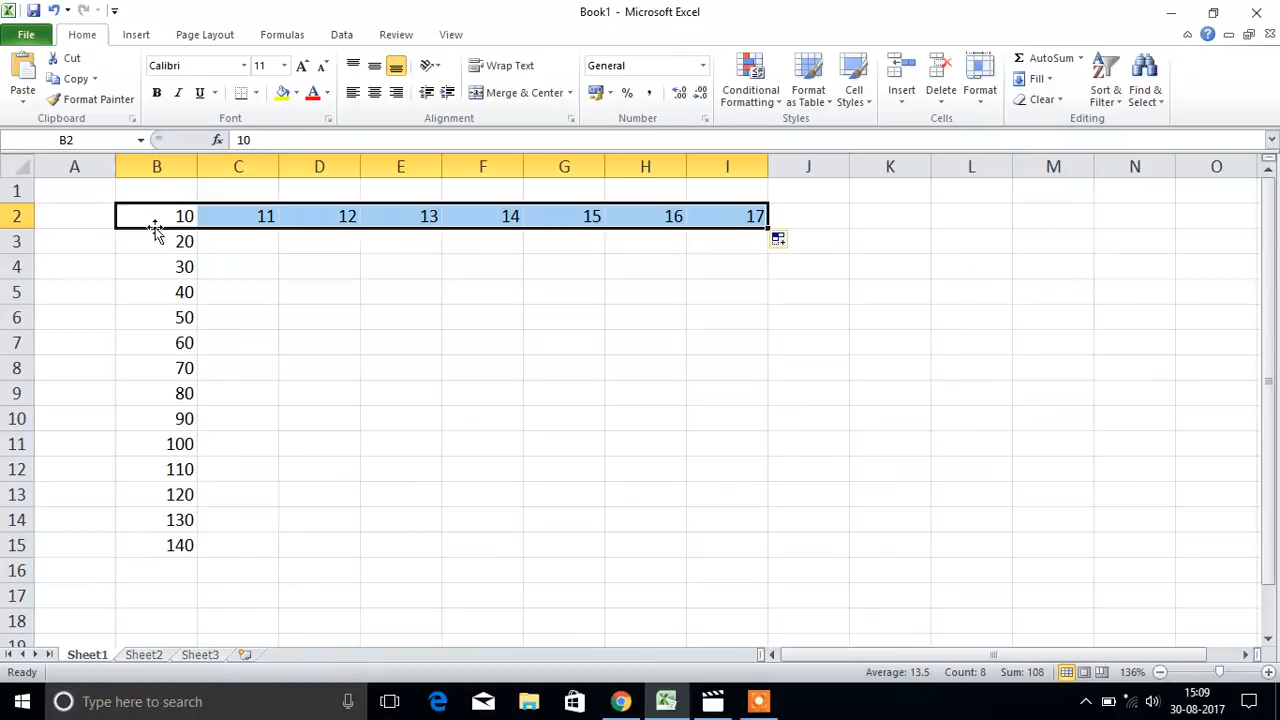 Book1 - Microsoft Excel
File Home Insert Page Layout Formulas Data Review View
Paste
Cut
Copy
Format Painter
Clipboard
Calibri 11
B I U
Font
Wrap Text
Merge & Center
Alignment
General
% ,
Number
Conditional Formatting
Format as Table
Cell Styles
Styles
Insert Delete Format
Cells
Σ AutoSum
Fill
Clear
Sort & Filter
Find & Select
Editing
B2 fx 10
A B C D E F G H I J K L M N O
1
2 10 11 12 13 14 15 16 17
3 20
4 30
5 40
6 50
7 60
8 70
9 80
10 90
11 100
12 110
13 120
14 130
15 140
16
17
18
19
Sheet1 Sheet2 Sheet3
Ready Average: 13.5 Count: 8 Sum: 108 136%
Type here to search
15:09
30-08-2017